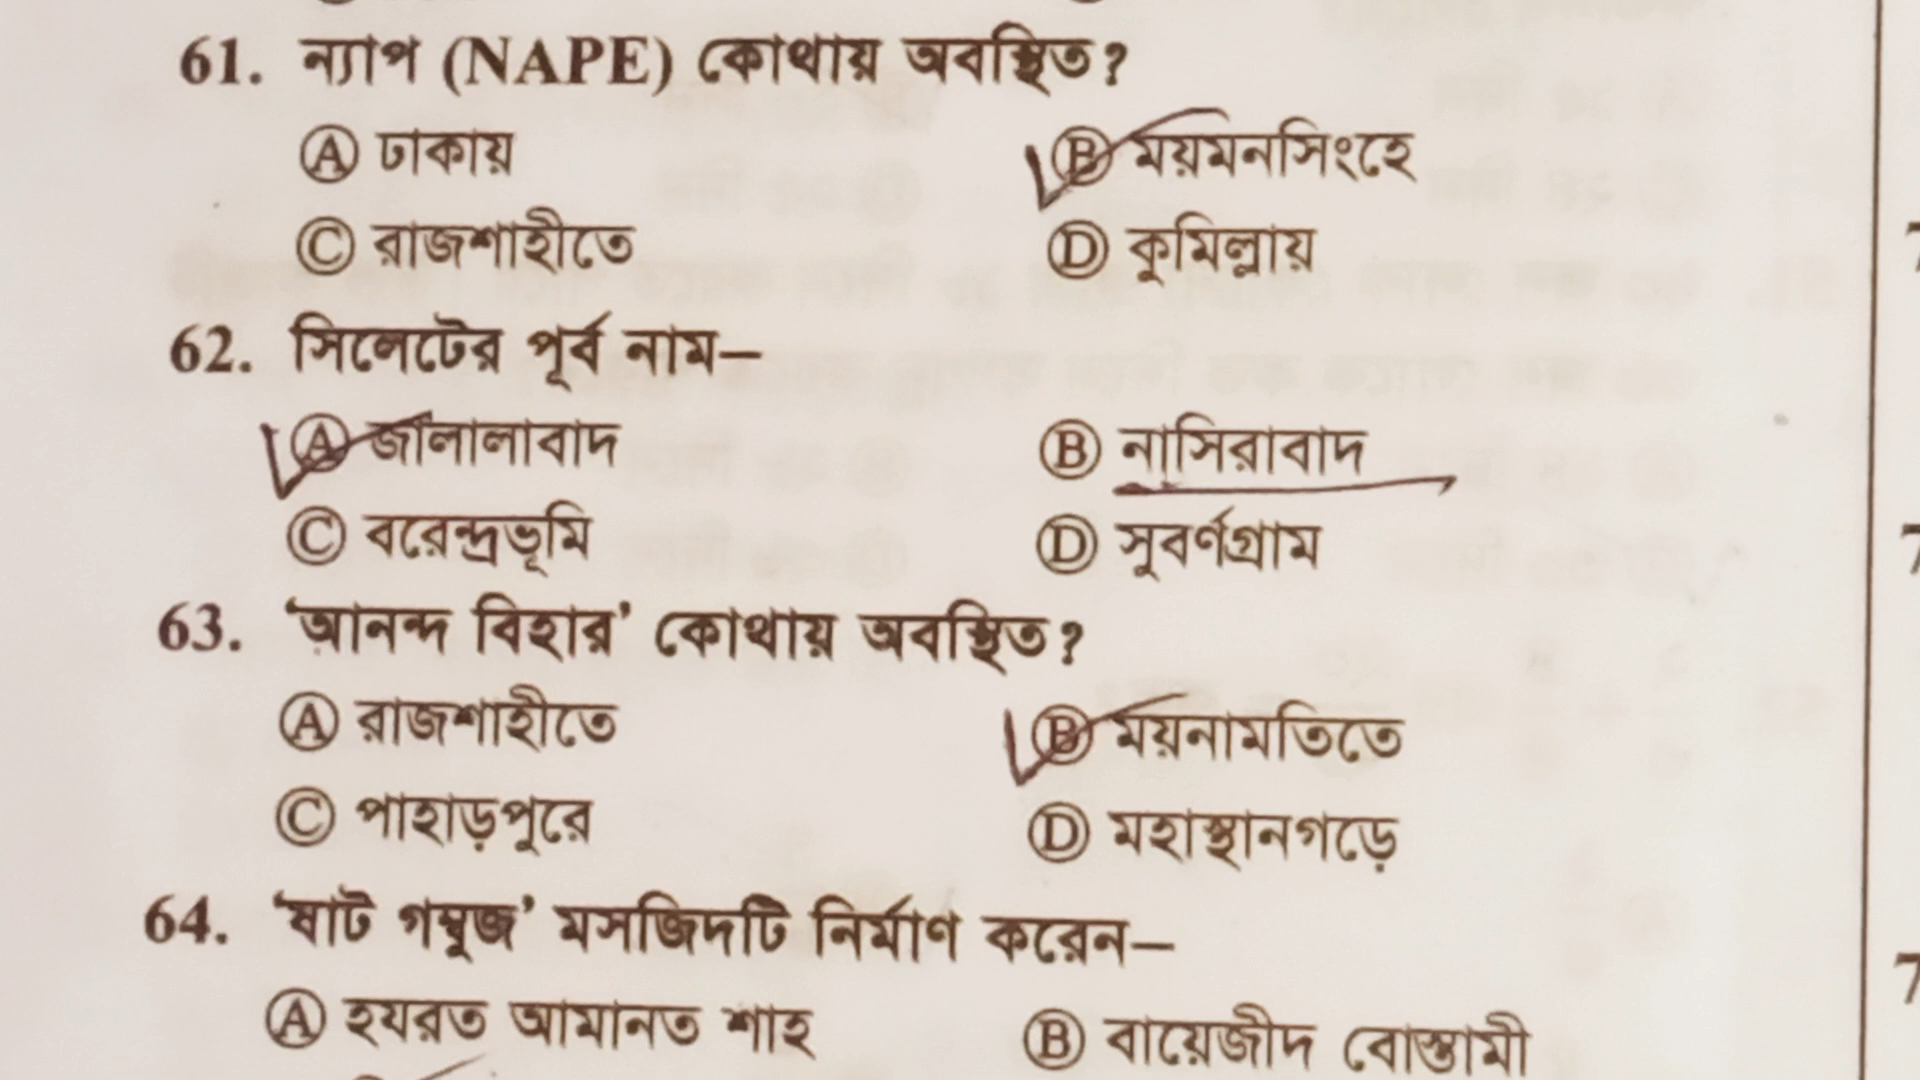 61. ন্যাপ (NAPE) কোথায় অবস্থিত?
Ⓐ ঢাকায় Ⓑ ময়মনসিংহে
Ⓒ রাজশাহীতে Ⓓ কুমিল্লায়
62. সিলেটের পূর্ব নাম–
Ⓐ জালালাবাদ Ⓑ নাসিরাবাদ
Ⓒ বরেন্দ্রভূমি Ⓓ সুবর্ণগ্রাম
63. ‘আনন্দ বিহার’ কোথায় অবস্থিত?
Ⓐ রাজশাহীতে Ⓑ ময়নামতিতে
Ⓒ পাহাড়পুরে Ⓓ মহাস্থানগড়ে
64. ‘ষাট গম্বুজ’ মসজিদটি নির্মাণ করেন–
Ⓐ হযরত আমানত শাহ Ⓑ বায়েজীদ বোস্তামী